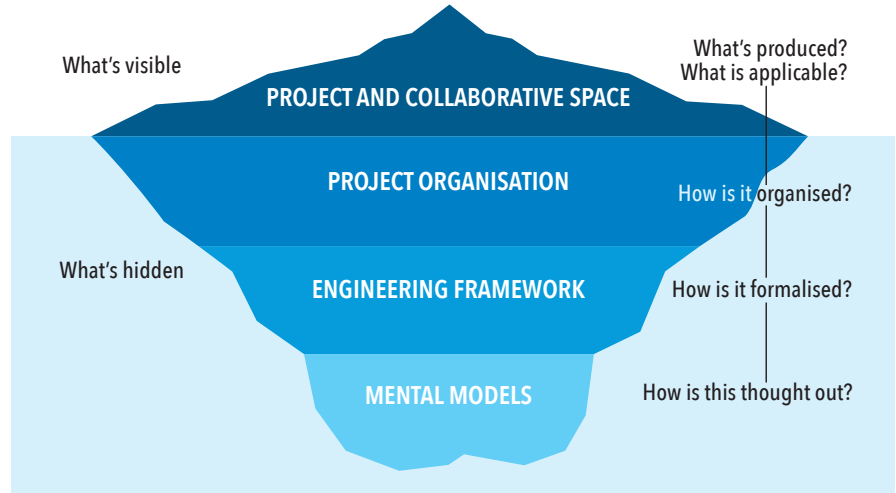 What's visible
What's produced?
What is applicable?
PROJECT AND COLLABORATIVE SPACE
PROJECT ORGANISATION
How is it organised?
What's hidden
ENGINEERING FRAMEWORK
How is it formalised?
MENTAL MODELS
How is this thought out?